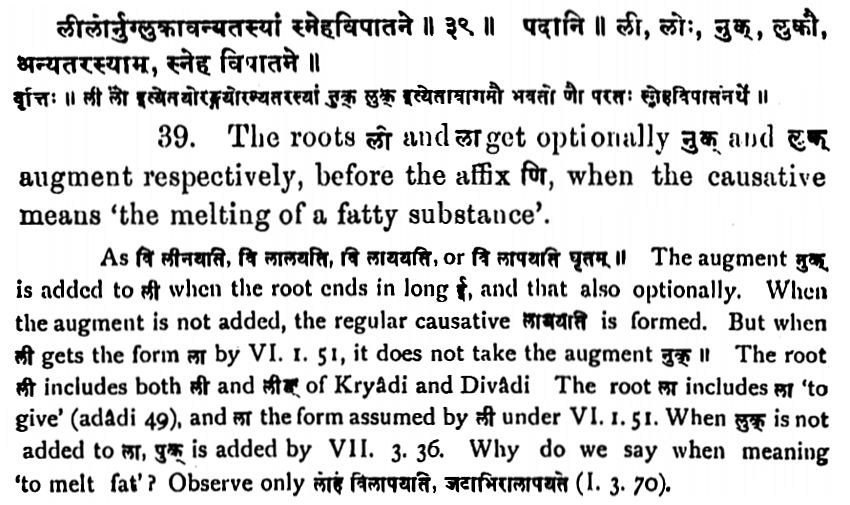 लीलोर्नुग्लुकावन्यतस्यां स्नेहविपातने ॥ ३९ ॥ पदानि ॥ ली, लोः, नुक्, लुकौ,
अन्यतरस्याम्, स्नेह विपातने ॥
वृत्तिः ॥ ली लो इत्येतयोरङ्गयोरन्यतरस्यां नुक् लुक् इत्येतावागमौ भवतो णौ परतः स्नेहविपातनेर्थे ॥
39. The roots ली and ला get optionally नुक् and लुक्
augment respectively, before the affix णि, when the causative
means ‘the melting of a fatty substance’.
As वि लीनयति, वि लालयति, वि लाययति, or वि लापयति घृतम् ॥ The augment नुक्
is added to ली when the root ends in long ई, and that also optionally. When
the augment is not added, the regular causative लाययति is formed. But when
ली gets the form ला by VI. 1. 51, it does not take the augment नुक् ॥ The root
ली includes both ली and लीङ् of Kryâdi and Divâdi The root ला includes ला ‘to
give’ (adâdi 49), and ला the form assumed by ली under VI. 1. 51. When लुक् is not
added to ला, पुक् is added by VII. 3. 36. Why do we say when meaning
‘to melt fat’? Observe only लोहं विलापयति, जटाभिरालापयते (I. 3. 70).